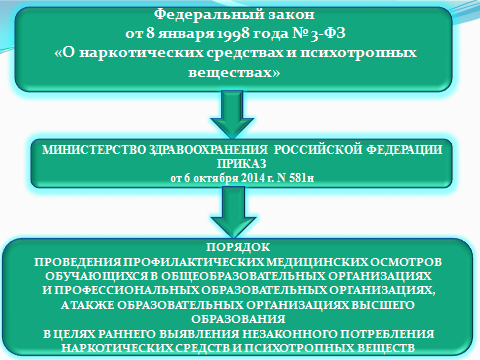 Федеральный закон
от 8 января 1998 года № 3-ФЗ
«О наркотических средствах и психотропных
веществах»
МИНИСТЕРСТВО ЗДРАВООХРАНЕНИЯ РОССИЙСКОЙ ФЕДЕРАЦИИ
ПРИКАЗ
от 6 октября 2014 г. N 581н
ПОРЯДОК
ПРОВЕДЕНИЯ ПРОФИЛАКТИЧЕСКИХ МЕДИЦИНСКИХ ОСМОТРОВ
ОБУЧАЮЩИХСЯ В ОБЩЕОБРАЗОВАТЕЛЬНЫХ ОРГАНИЗАЦИЯХ
И ПРОФЕССИОНАЛЬНЫХ ОБРАЗОВАТЕЛЬНЫХ ОРГАНИЗАЦИЯХ,
А ТАКЖЕ ОБРАЗОВАТЕЛЬНЫХ ОРГАНИЗАЦИЯХ ВЫСШЕГО
ОБРАЗОВАНИЯ
В ЦЕЛЯХ РАННЕГО ВЫЯВЛЕНИЯ НЕЗАКОННОГО ПОТРЕБЛЕНИЯ
НАРКОТИЧЕСКИХ СРЕДСТВ И ПСИХОТРОПНЫХ ВЕЩЕСТВ